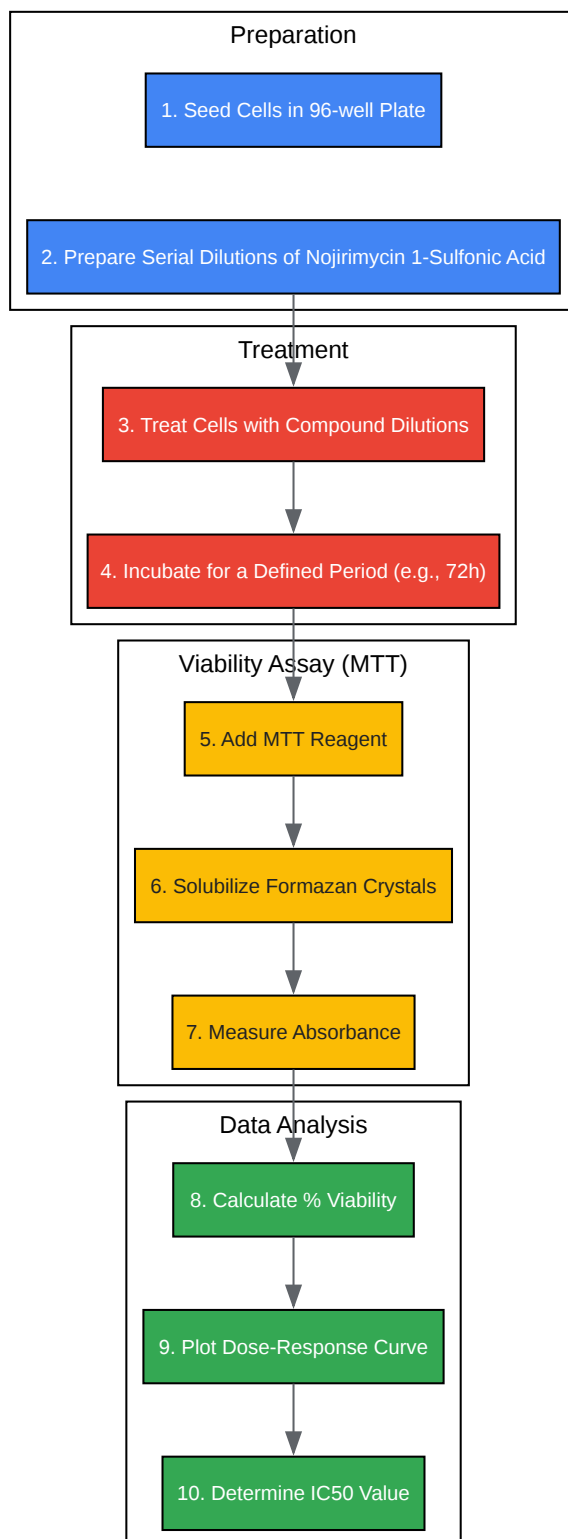 Preparation
1. Seed Cells in 96-well Plate
2. Prepare Serial Dilutions of Nojirimycin 1-Sulfonic Acid
Treatment
3. Treat Cells with Compound Dilutions
4. Incubate for a Defined Period (e.g., 72h)
Viability Assay (MTT)
5. Add MTT Reagent
6. Solubilize Formazan Crystals
7. Measure Absorbance
Data Analysis
8. Calculate % Viability
9. Plot Dose-Response Curve
10. Determine IC50 Value